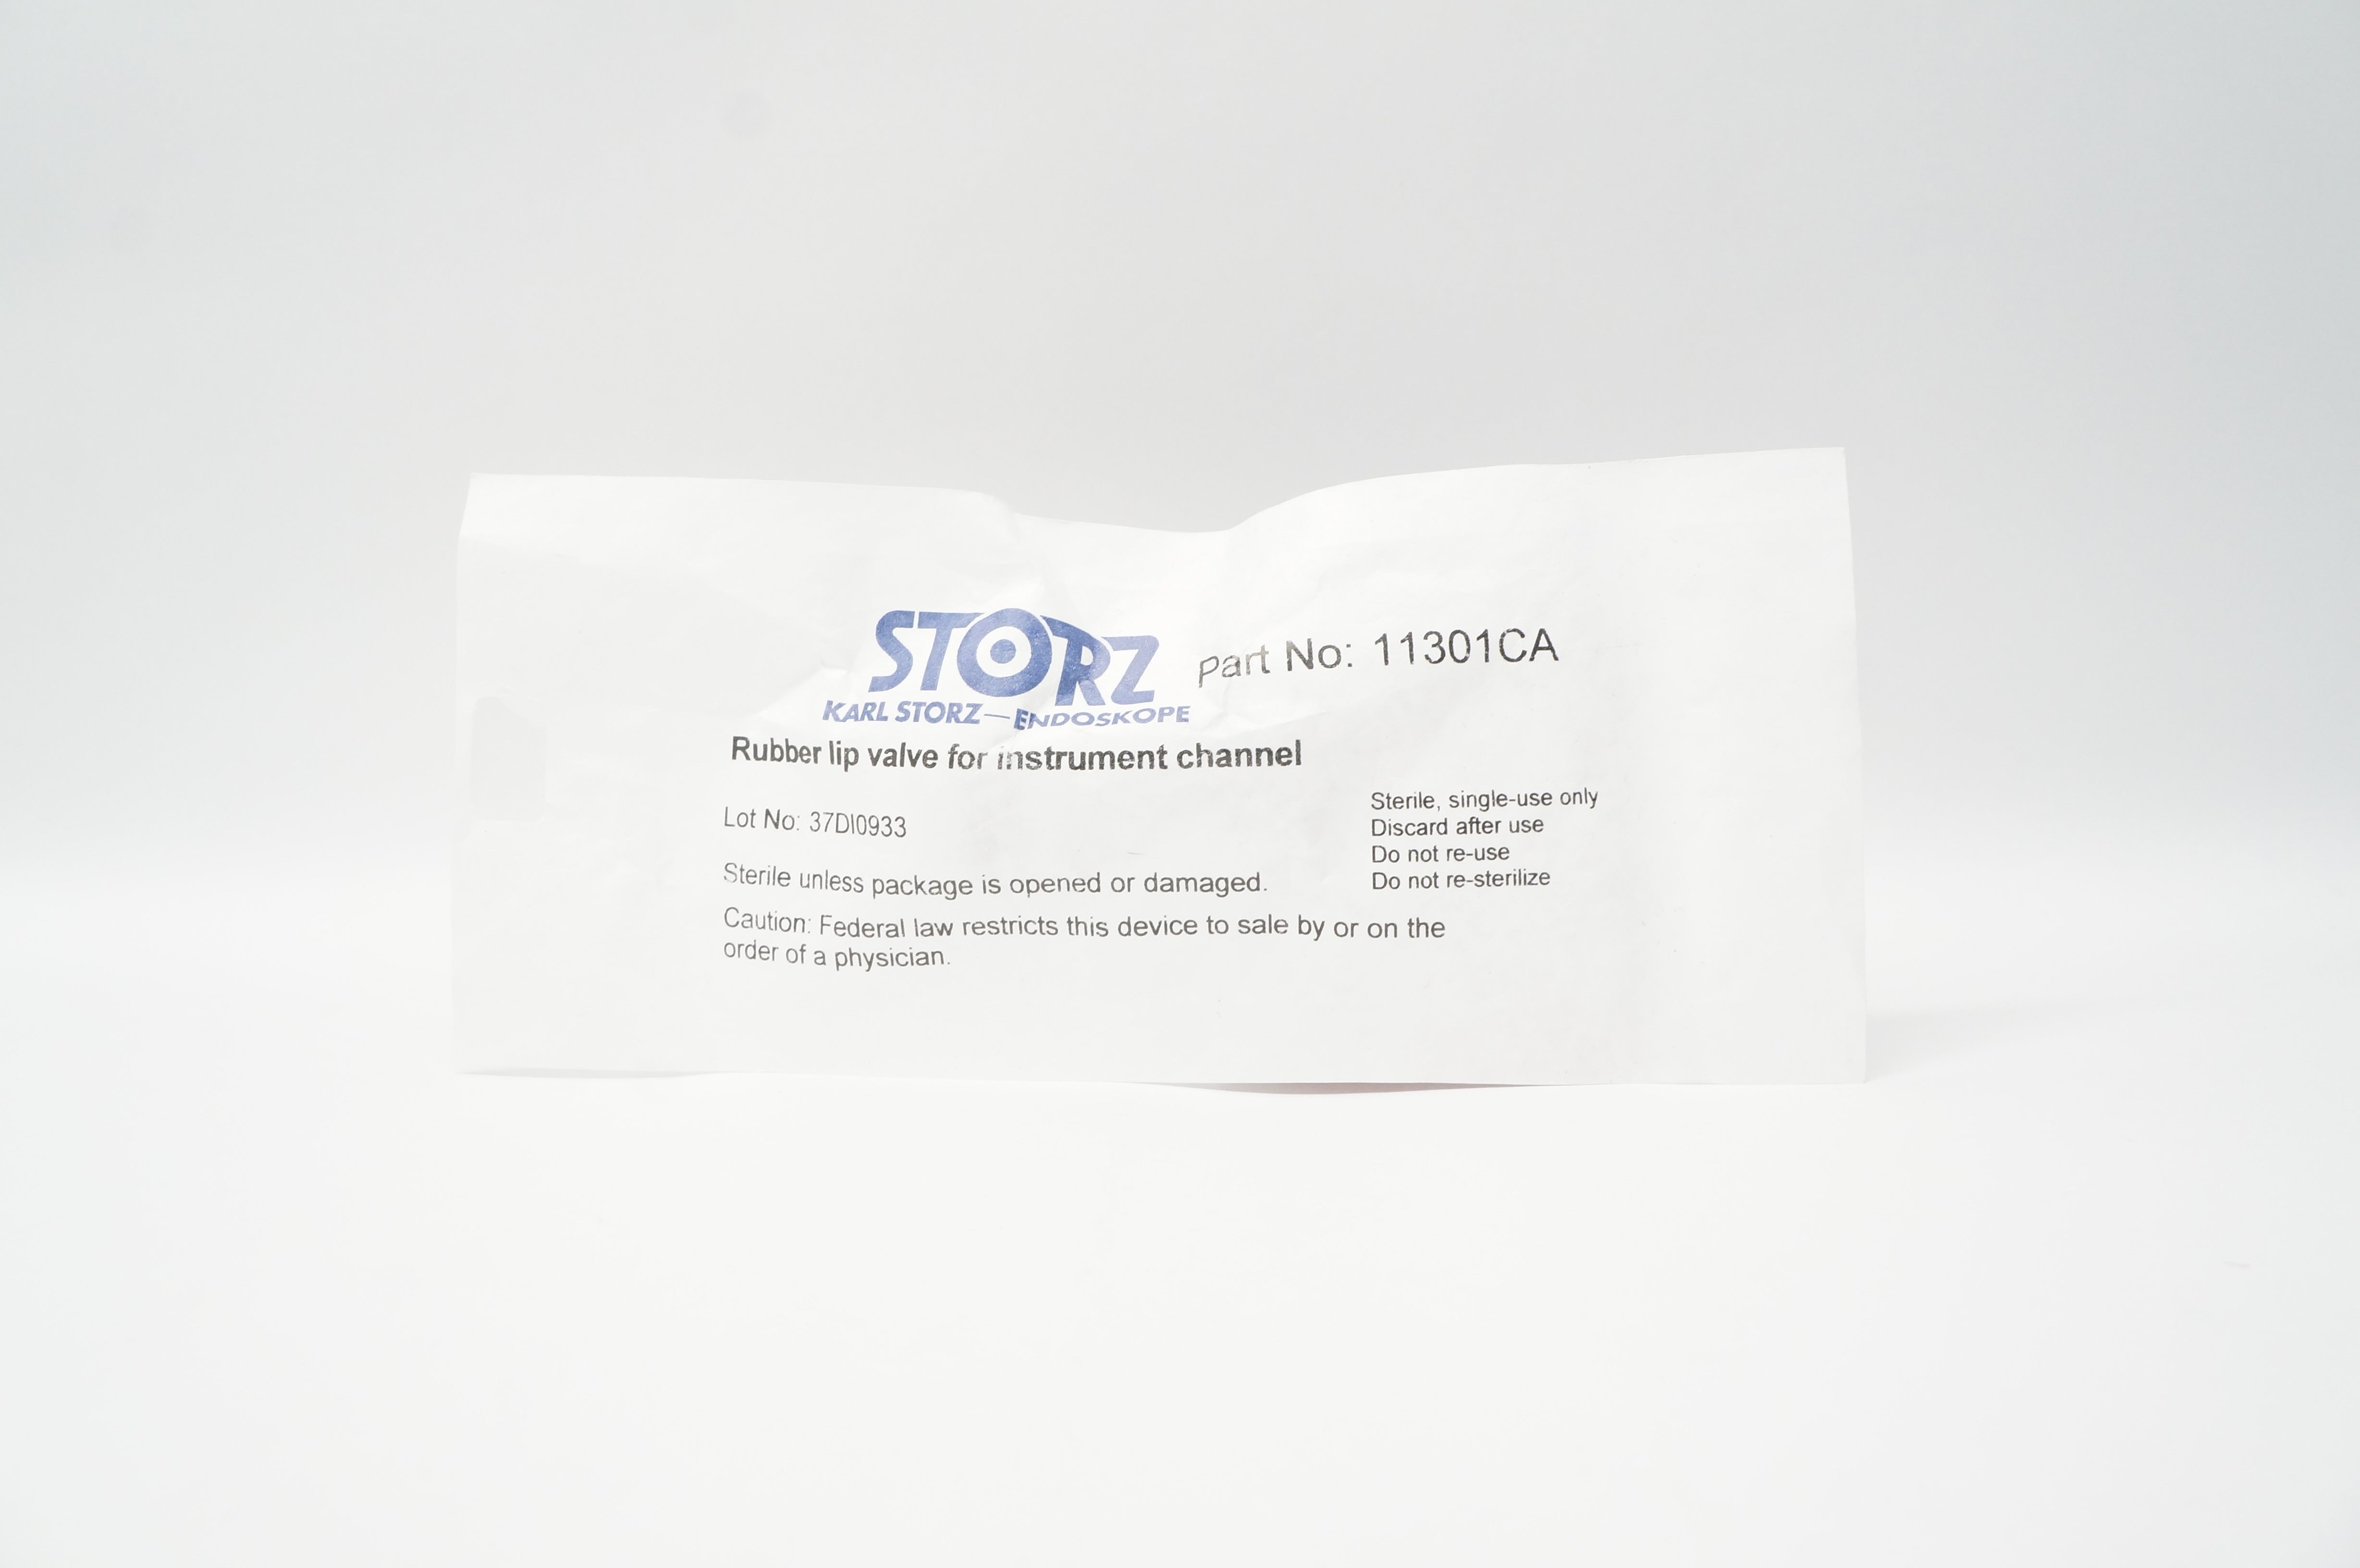 STORZ
KARL STORZ—ENDOSKOPE
Part No: 11301CA
Rubber lip valve for instrument channel
Lot No: 37DI0933
Sterile, single-use only
Discard after use
Do not re-use
Do not re-sterilize
Sterile unless package is opened or damaged.
Caution: Federal law restricts this device to sale by or on the
order of a physician.